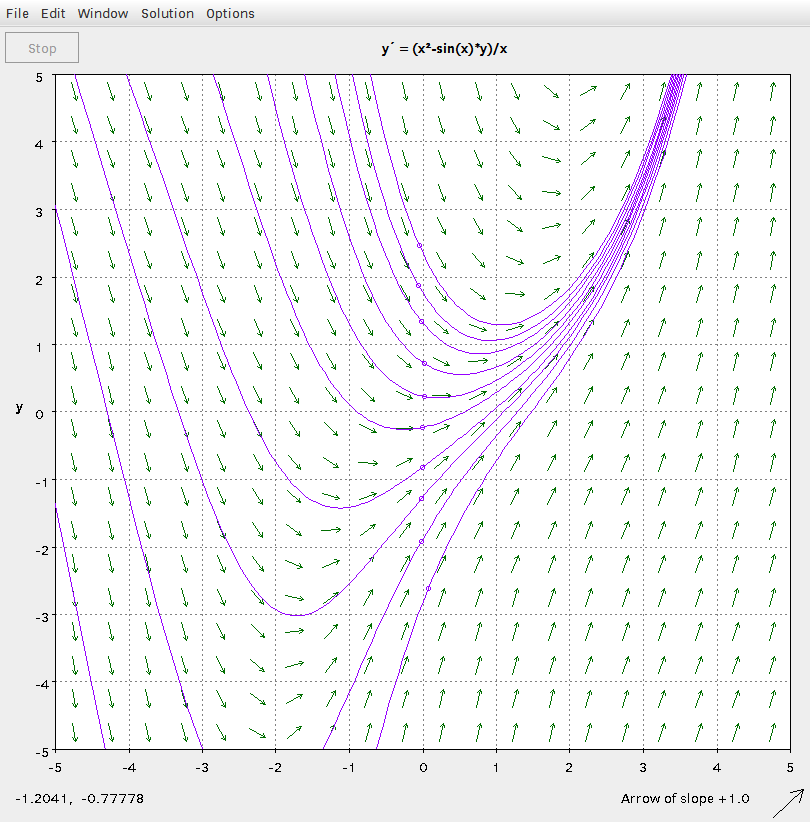 File Edit Window Solution Options
Stop
y´ = (x²-sin(x)*y)/x
5
4
3
2
1
y
0
-1
-2
-3
-4
-5
-5 -4 -3 -2 -1 0 1 2 3 4 5
-1.2041, -0.77778 Arrow of slope +1.0